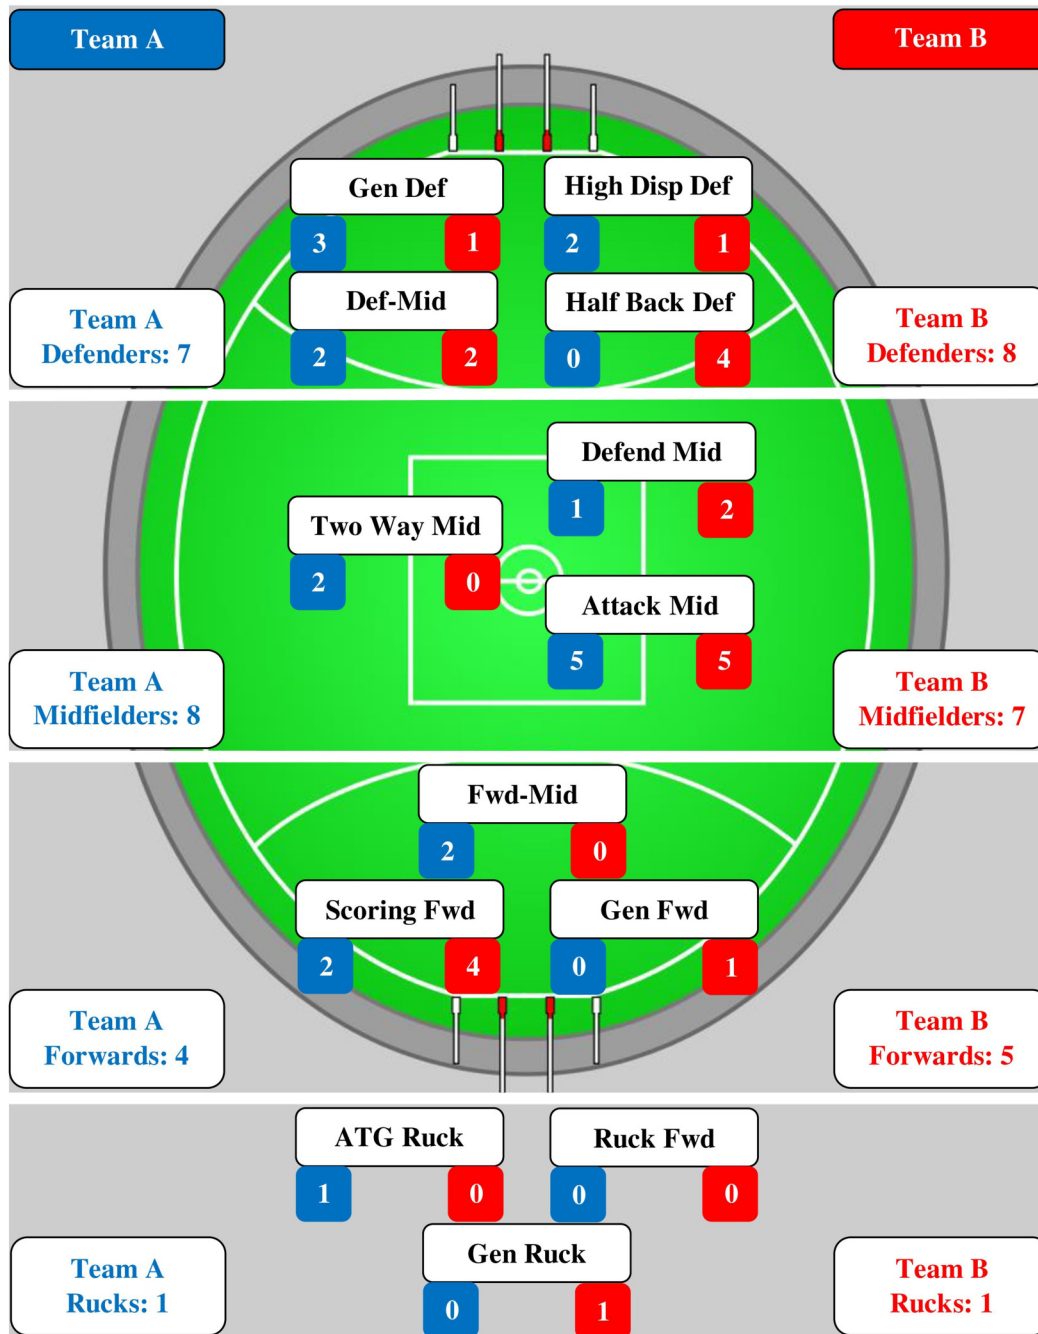 Team A
Team B
Gen Def
High Disp Def
3
1
2
1
Def-Mid
Half Back Def
2
2
0
4
Team A
Defenders: 7
Team B
Defenders: 8
Defend Mid
1
2
Two Way Mid
2
0
Attack Mid
5
5
Team A
Midfielders: 8
Team B
Midfielders: 7
Fwd-Mid
2
0
Scoring Fwd
Gen Fwd
2
4
0
1
Team A
Forwards: 4
Team B
Forwards: 5
ATG Ruck
Ruck Fwd
1
0
0
0
Gen Ruck
0
1
Team A
Rucks: 1
Team B
Rucks: 1